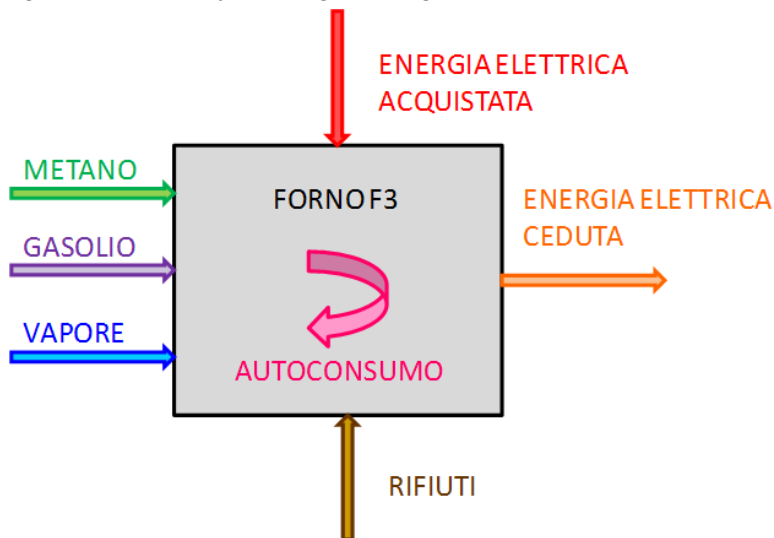 ENERGIA ELETTRICA
ACQUISTATA
METANO
FORNO F3
ENERGIA ELETTRICA
CEDUTA
GASOLIO
VAPORE
AUTOCONSUMO
RIFIUTI